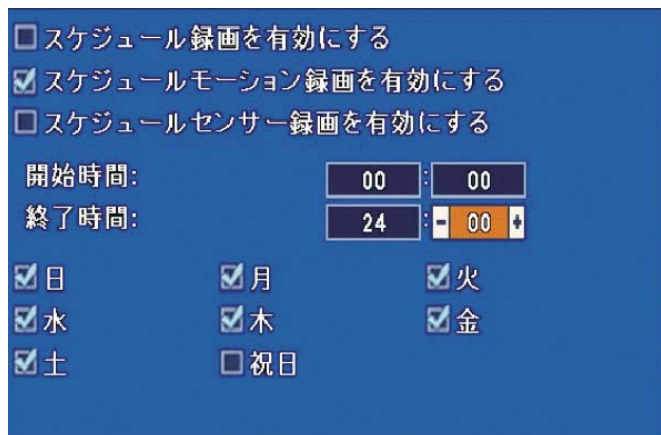 スケジュール録画を有効にする
スケジュールモーション録画を有効にする
スケジュールセンサー録画を有効にする
開始時間: 00 : 00
終了時間: 24 : - 00 +
日 月 火
水 木 金
土 祝日